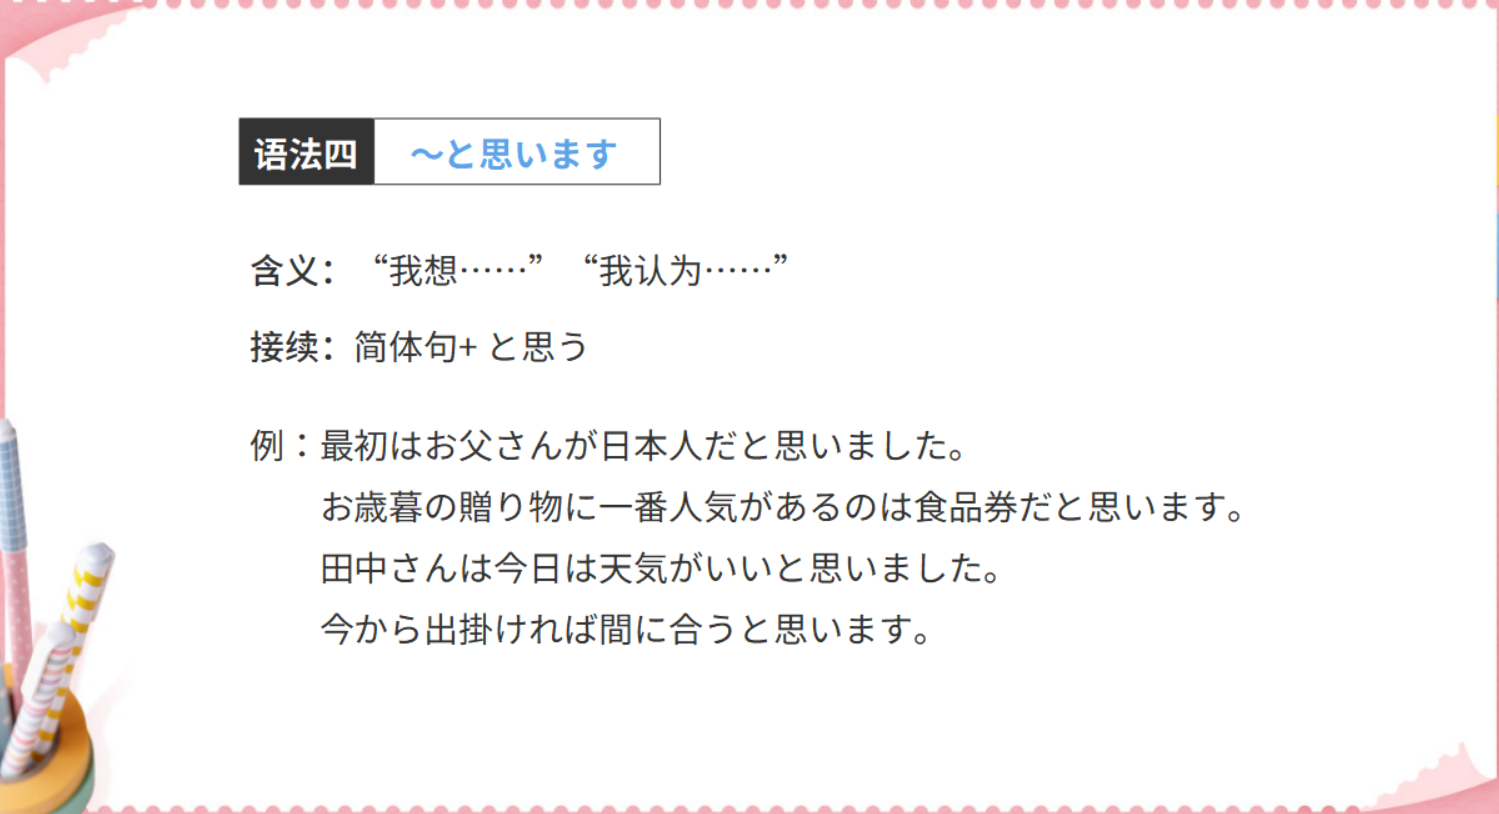 语法四 ～と思います
含义： “我想……” “我认为……”
接续：简体句+ と思う
例：最初はお父さんが日本人だと思いました。
お歳暮の贈り物に一番人気があるのは食品券だと思います。
田中さんは今日は天気がいいと思いました。
今から出掛ければ間に合うと思います。